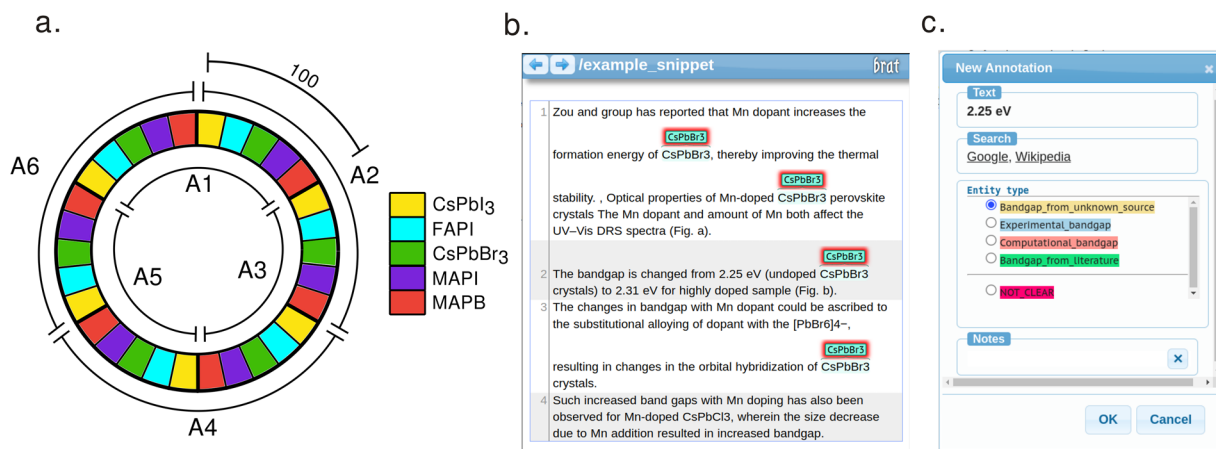 a.
100
A6
A1
A2
A5
A3
A4
CsPbI3
FAPI
CsPbBr3
MAPI
MAPB
b.
/example_snippet
brat
1 Zou and group has reported that Mn dopant increases the
CsPbBr3
formation energy of CsPbBr3, thereby improving the thermal
CsPbBr3
stability. , Optical properties of Mn-doped CsPbBr3 perovskite
crystals The Mn dopant and amount of Mn both affect the
UV–Vis DRS spectra (Fig. a).
CsPbBr3
2 The bandgap is changed from 2.25 eV (undoped CsPbBr3
crystals) to 2.31 eV for highly doped sample (Fig. b).
3 The changes in bandgap with Mn dopant could be ascribed to
the substitutional alloying of dopant with the [PbBr6]4−,
CsPbBr3
resulting in changes in the orbital hybridization of CsPbBr3
crystals.
4 Such increased band gaps with Mn doping has also been
observed for Mn-doped CsPbCl3, wherein the size decrease
due to Mn addition resulted in increased bandgap.
c.
New Annotation
Text
2.25 eV
Search
Google, Wikipedia
Entity type
Bandgap_from_unknown_source
Experimental_bandgap
Computational_bandgap
Bandgap_from_literature
NOT_CLEAR
Notes
OK Cancel